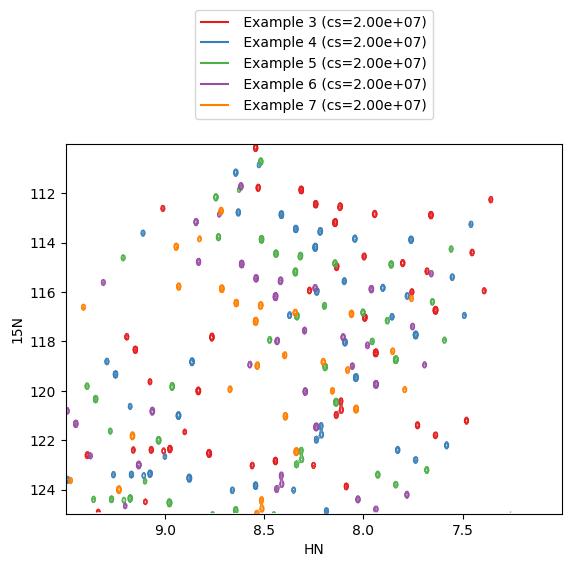 Example 3 (cs=2.00e+07)
Example 4 (cs=2.00e+07)
Example 5 (cs=2.00e+07)
Example 6 (cs=2.00e+07)
Example 7 (cs=2.00e+07)
112
114
116
118
120
122
124
15N
9.0 8.5 8.0 7.5
HN